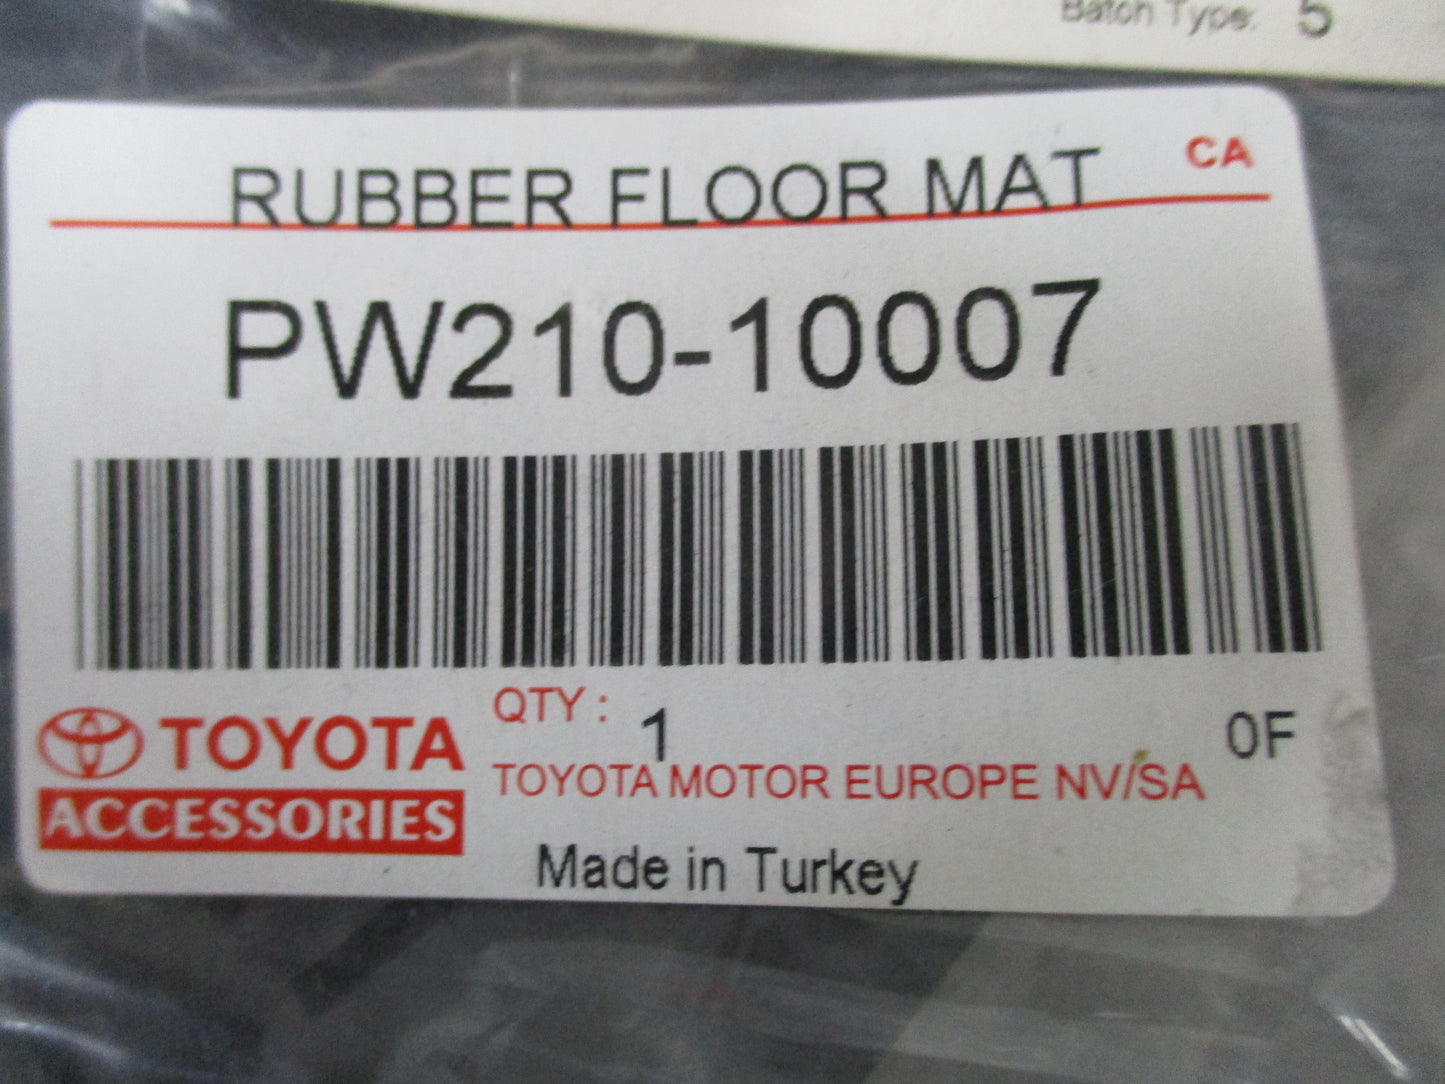 Batch Type: 5
CA
RUBBER FLOOR MAT
PW210-10007
QTY : 1
0F
TOYOTA
ACCESSORIES
TOYOTA MOTOR EUROPE NV/SA
Made in Turkey